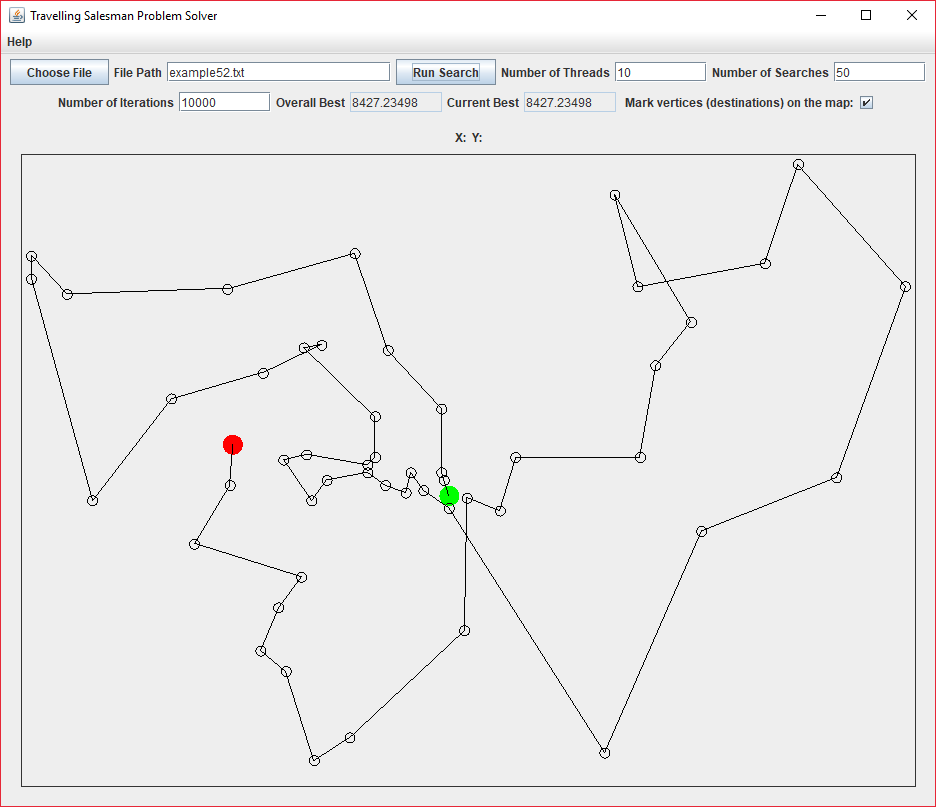 Travelling Salesman Problem Solver
Help
Choose File File Path example52.txt Run Search Number of Threads 10 Number of Searches 50
Number of Iterations 10000 Overall Best 8427.23498 Current Best 8427.23498 Mark vertices (destinations) on the map:
X: Y: